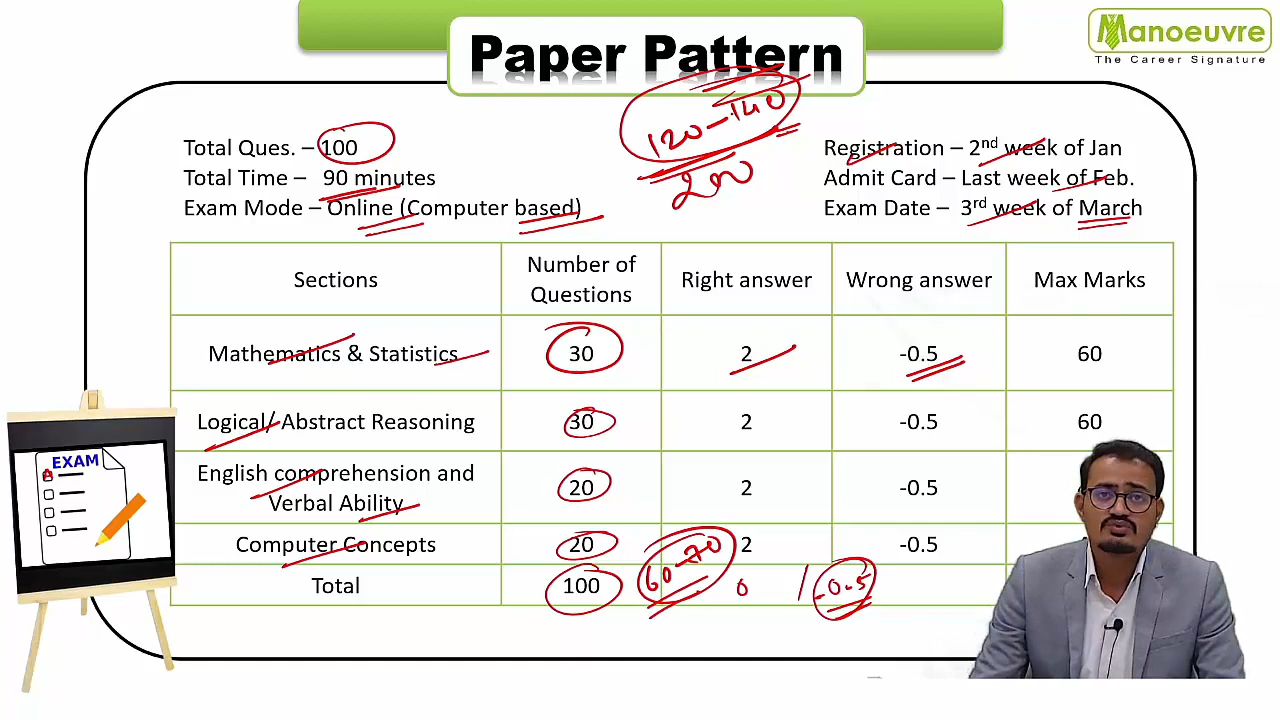 Manoeuvre
The Career Signature
Paper Pattern
120-140
200
Total Ques. – 100
Total Time – 90 minutes
Exam Mode – Online (Computer based)
Registration – 2nd week of Jan
Admit Card – Last week of Feb.
Exam Date – 3rd week of March
Sections Number of Questions Right answer Wrong answer Max Marks
Mathematics & Statistics 30 2 -0.5 60
Logical/ Abstract Reasoning 30 2 -0.5 60
English comprehension and
Verbal Ability 20 2 -0.5
Computer Concepts 20 2 -0.5
Total 100
60-70
0 / -0.5
EXAM
A